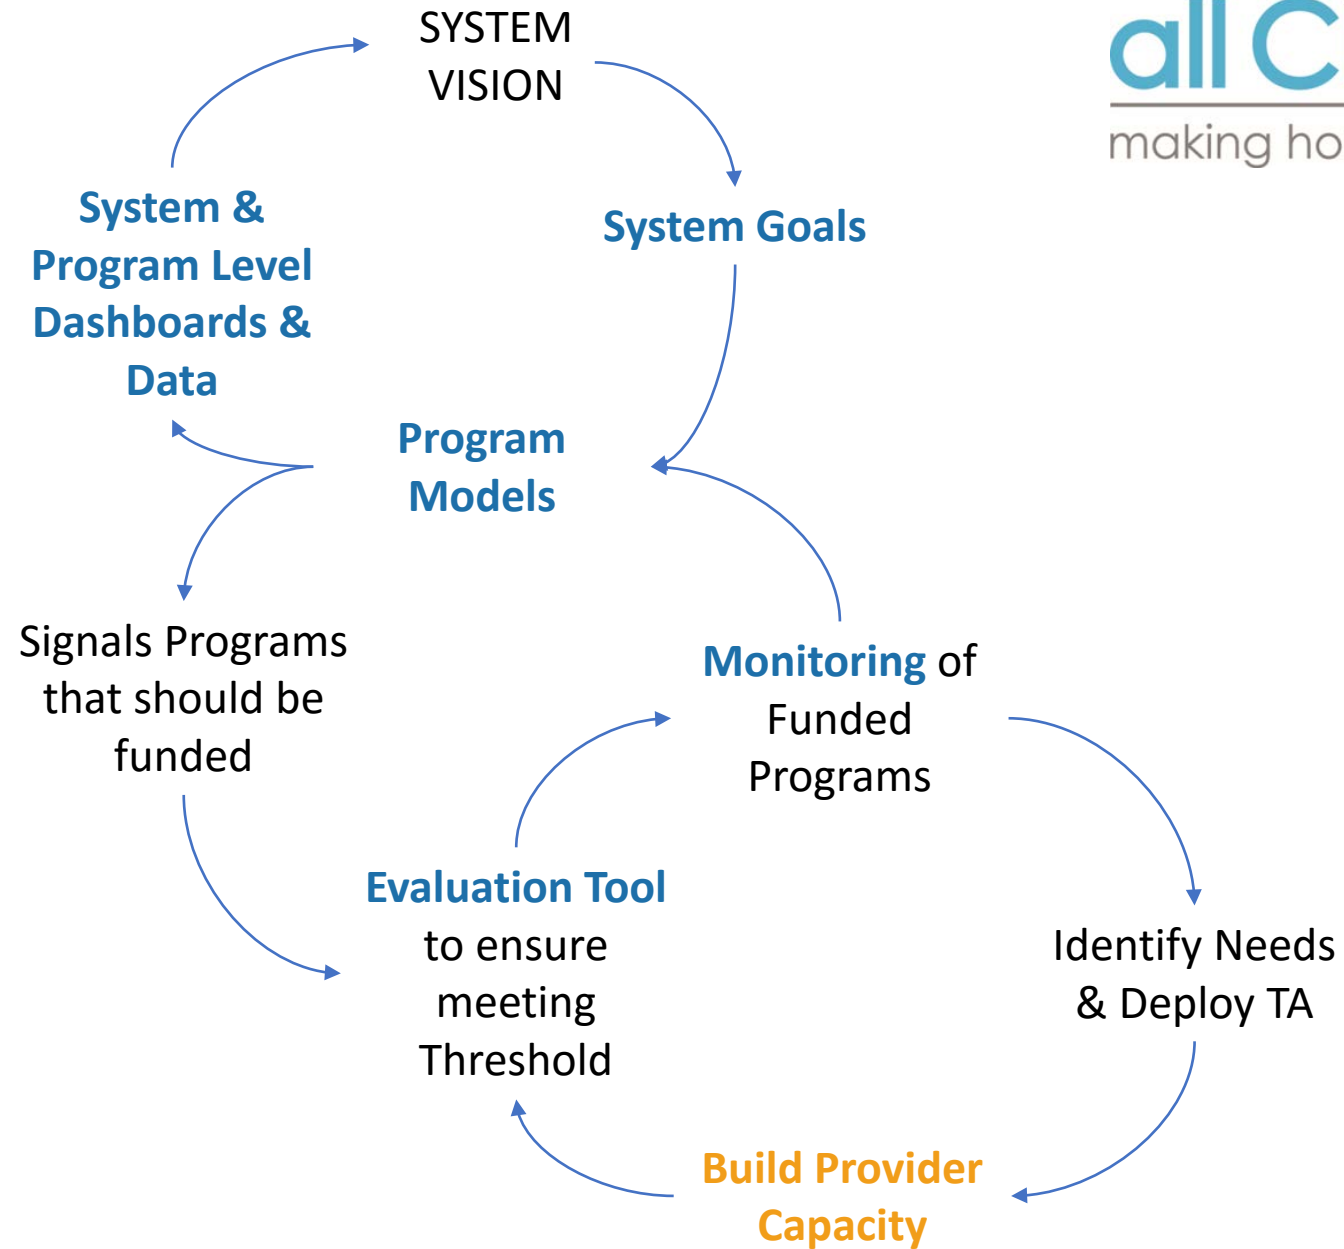 SYSTEM
VISION
all C
making ho
System &
Program Level
Dashboards &
Data
System Goals
Program
Models
Signals Programs
that should be
funded
Monitoring of
Funded
Programs
Evaluation Tool
to ensure
meeting
Threshold
Identify Needs
& Deploy TA
Build Provider
Capacity